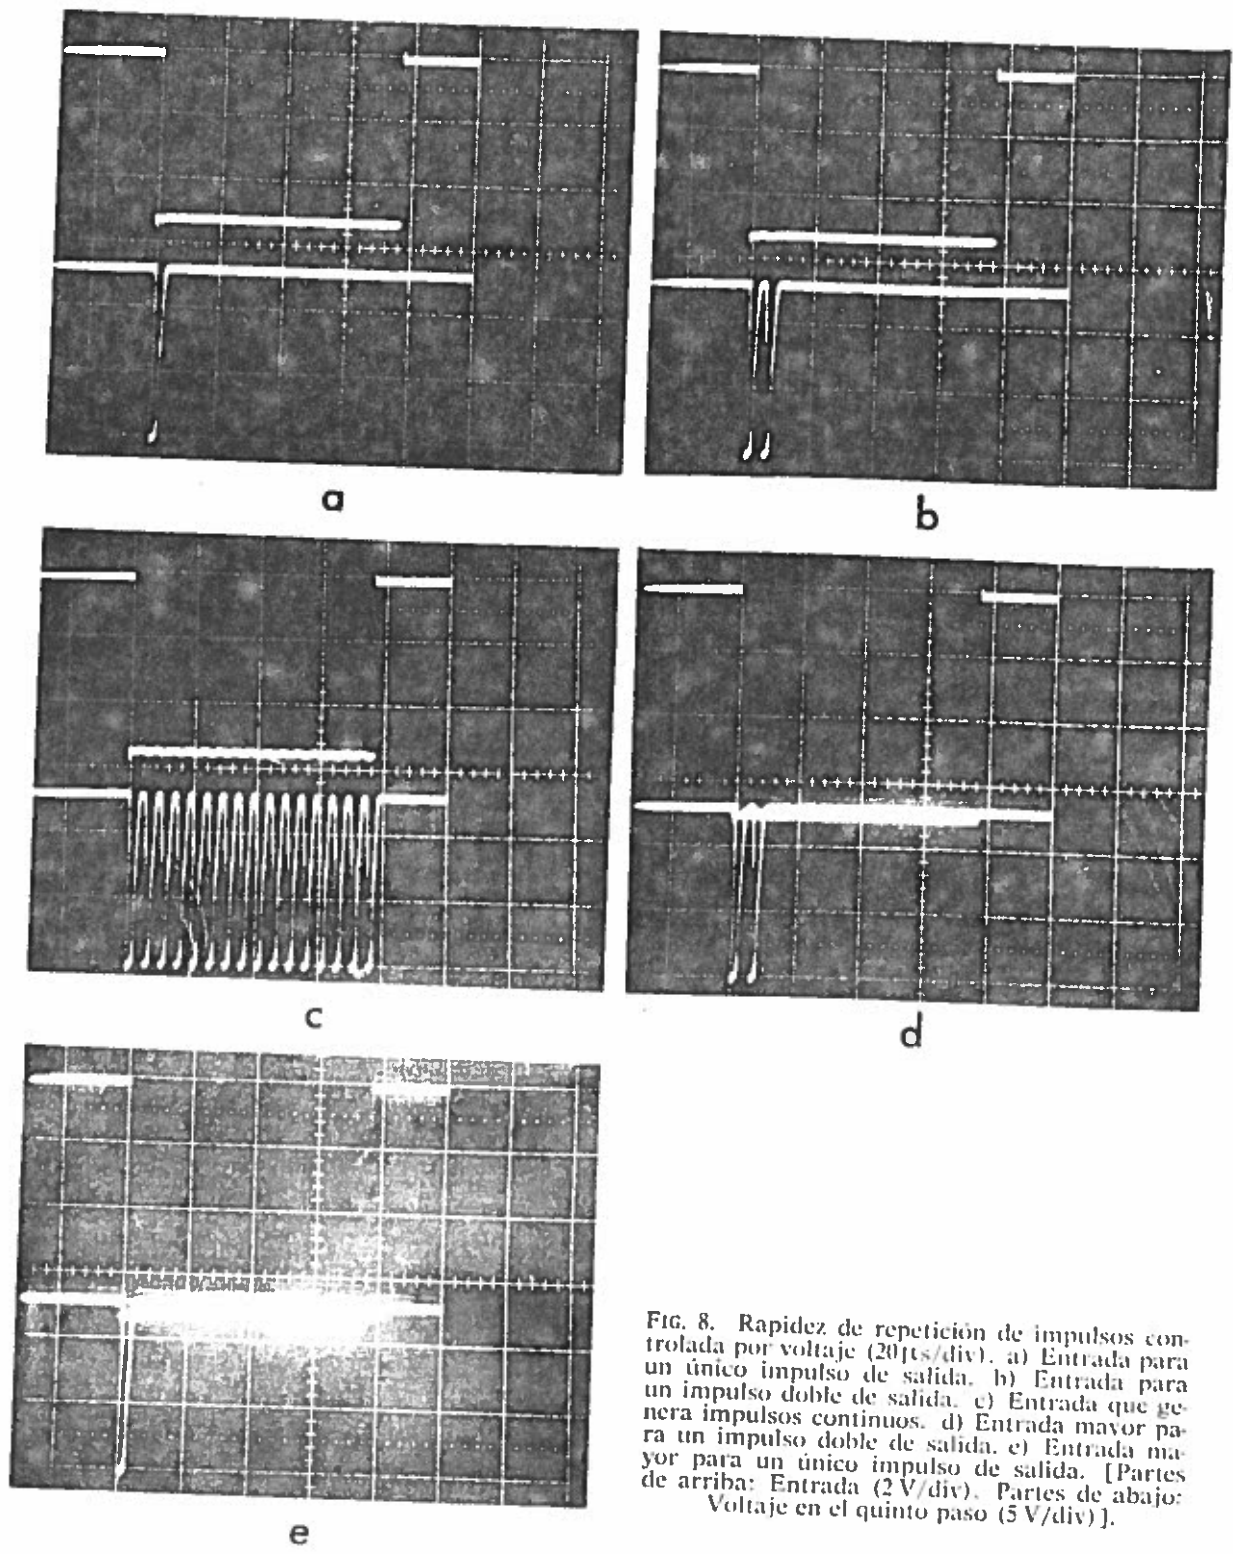 a
b
c
d
e
FIG. 8. Rapidez de repetición de impulsos con-
trolada por voltaje (20 µs/div). a) Entrada para
un único impulso de salida. b) Entrada para
un impulso doble de salida. c) Entrada que ge-
nera impulsos continuos. d) Entrada mayor pa-
ra un impulso doble de salida. e) Entrada ma-
yor para un único impulso de salida. [Partes
de arriba: Entrada (2 V/div). Partes de abajo:
Voltaje en el quinto paso (5 V/div)].